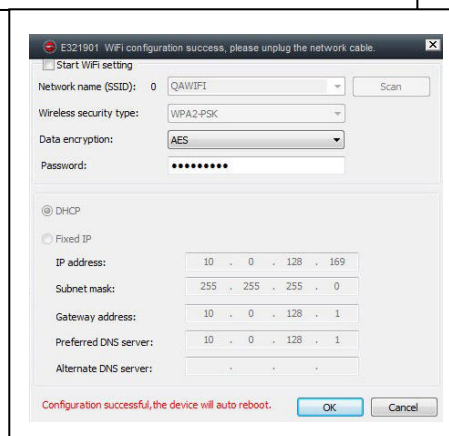 E321901 WiFi configuration success, please unplug the network cable.
Start WiFi setting
Network name (SSID): 0 QAWIFI Scan
Wireless security type: WPA2-PSK
Data encryption: AES
Password: •••••••••
DHCP
Fixed IP
IP address: 10 . 0 . 128 . 169
Subnet mask: 255 . 255 . 255 . 0
Gateway address: 10 . 0 . 128 . 1
Preferred DNS server: 10 . 0 . 128 . 1
Alternate DNS server: . . .
Configuration successful,the device will auto reboot. OK Cancel